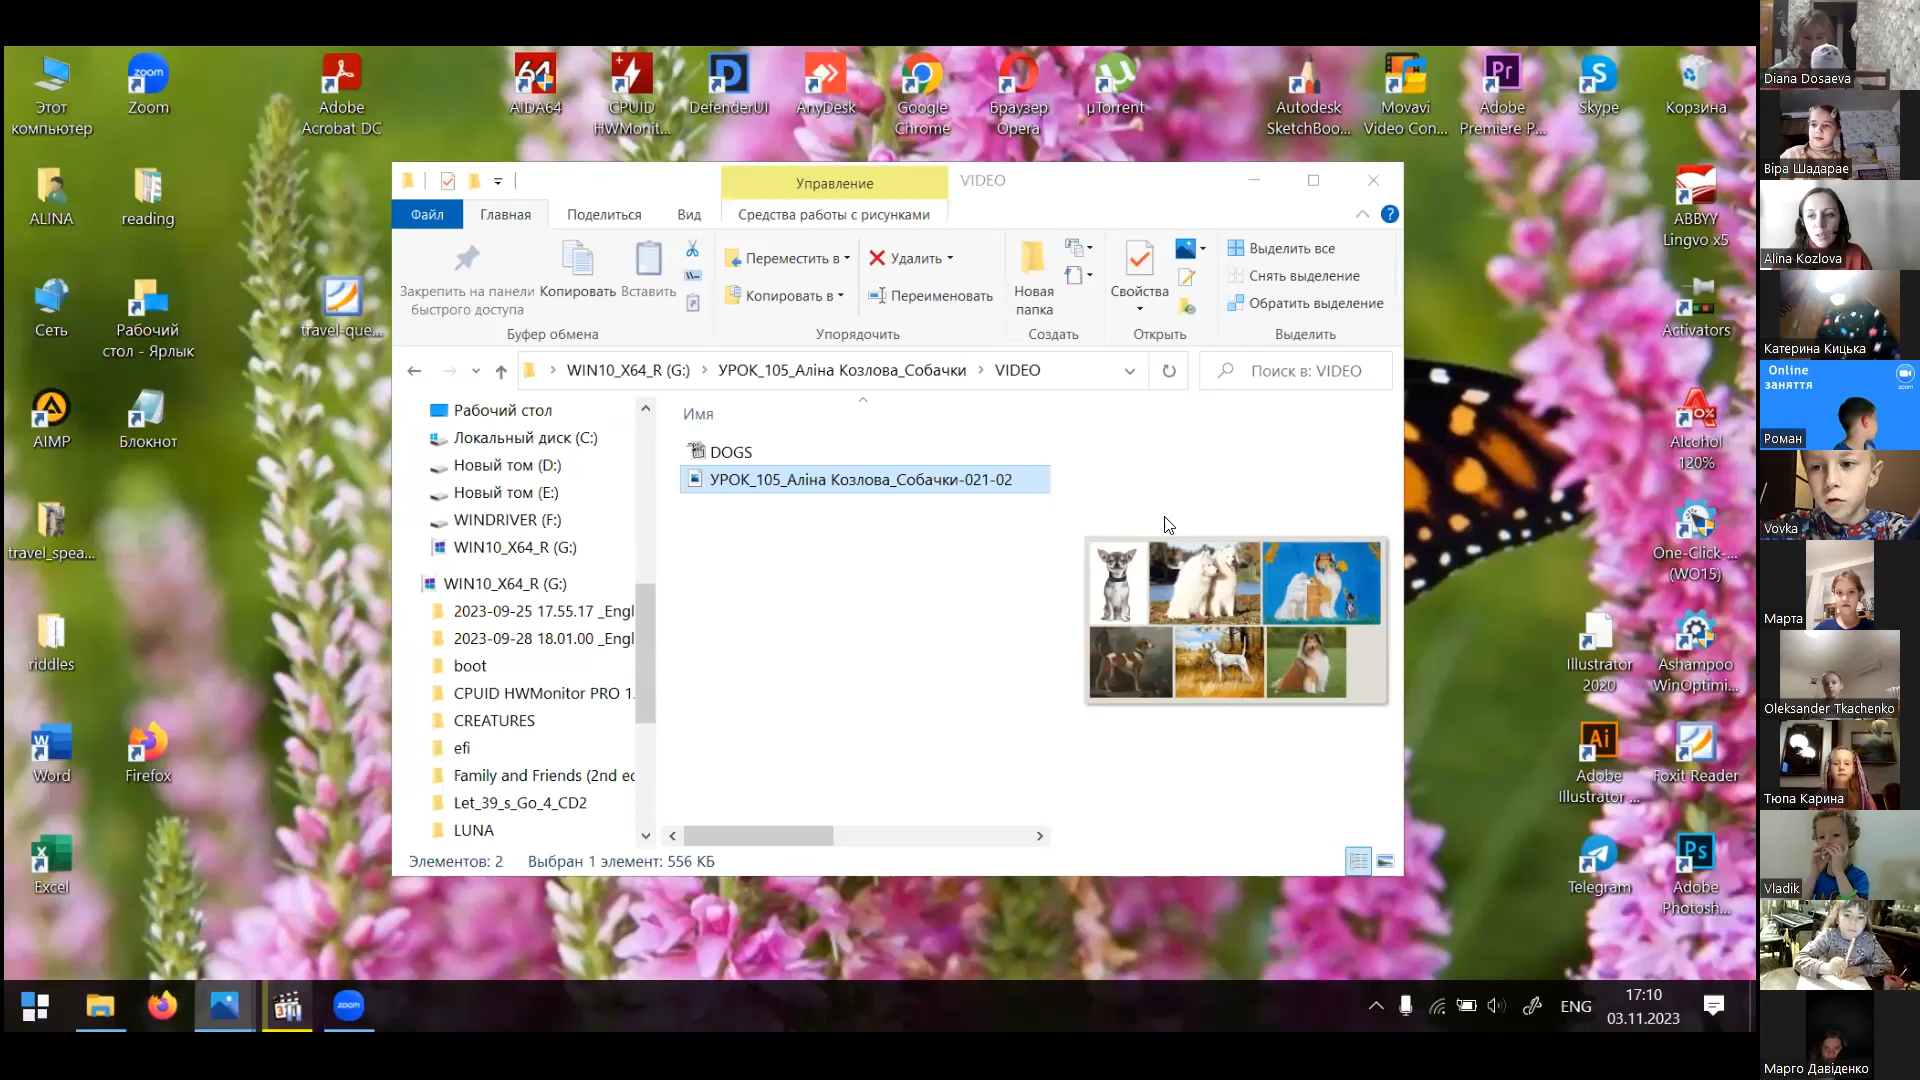 Этот
компьютер
Zoom
Adobe
Acrobat DC
AIDA64
CPUID
HWMonit...
DefenderUI
AnyDesk
Google
Chrome
Браузер
Opera
µTorrent
Autodesk
SketchBoo...
Movavi
Video Con...
Adobe
Premiere P...
Skype
Корзина
ALINA
reading
ABBYY
Lingvo x5
Сеть
Рабочий
стол - Ярлык
travel-que...
Activators
AIMP
Блокнот
Alcohol
120%
travel_spea...
One-Click-...
(WO15)
riddles
Illustrator
2020
Ashampoo
WinOptimi...
Word
Firefox
Adobe
Illustrator ...
Foxit Reader
Excel
Telegram
Adobe
Photosh...
Управление
VIDEO
Файл
Главная
Поделиться
Вид
Средства работы с рисунками
Закрепить на панели
быстрого доступа
Копировать
Вставить
Переместить в
Копировать в
Удалить
Переименовать
Новая
папка
Свойства
Выделить все
Снять выделение
Обратить выделение
Буфер обмена
Упорядочить
Создать
Открыть
Выделить
WIN10_X64_R (G:)
УРОК_105_Аліна Козлова_Собачки
VIDEO
Поиск в: VIDEO
Рабочий стол
Локальный диск (C:)
Новый том (D:)
Новый том (E:)
WINDRIVER (F:)
WIN10_X64_R (G:)
WIN10_X64_R (G:)
2023-09-25 17.55.17 _Engl
2023-09-28 18.01.00 _Engl
boot
CPUID HWMonitor PRO 1.
CREATURES
efi
Family and Friends (2nd ed
Let_39_s_Go_4_CD2
LUNA
Имя
DOGS
УРОК_105_Аліна Козлова_Собачки-021-02
Элементов: 2
Выбран 1 элемент: 556 КБ
zoom
ENG
17:10
03.11.2023
Diana Dosaeva
Віра Шадарае
Alina Kozlova
Катерина Кицька
Online
заняття
zoom
Роман
Vovka
Марта
Oleksander Tkachenko
Тюпа Карина
Vladik
Марго Давіденко